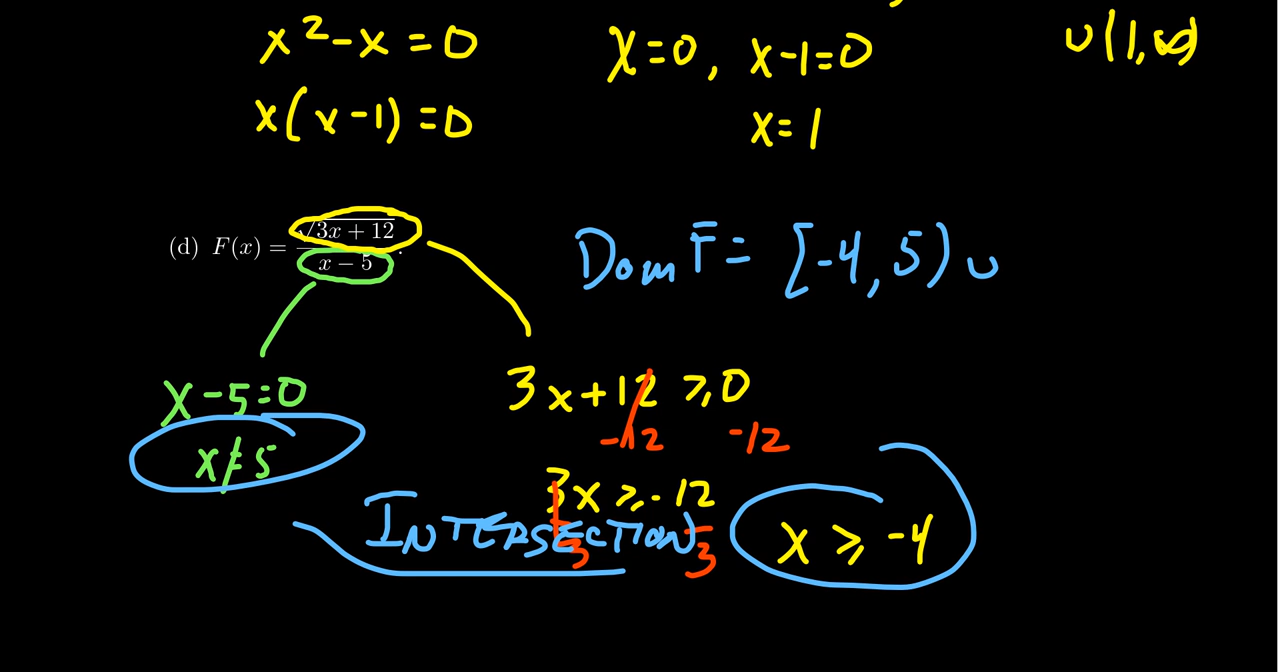 x² - x = 0
x(x-1) = 0
x = 0, x-1=0
x = 1
∪(1,∞)
(d) F(x) = √(3x + 12) / (x − 5).
Dom F = [-4, 5) ∪
x - 5 = 0
x ≠ 5
3x + 12 ≥ 0
-12 -12
3x ≥ -12
3 3
x ≥ -4
INTERSECTION